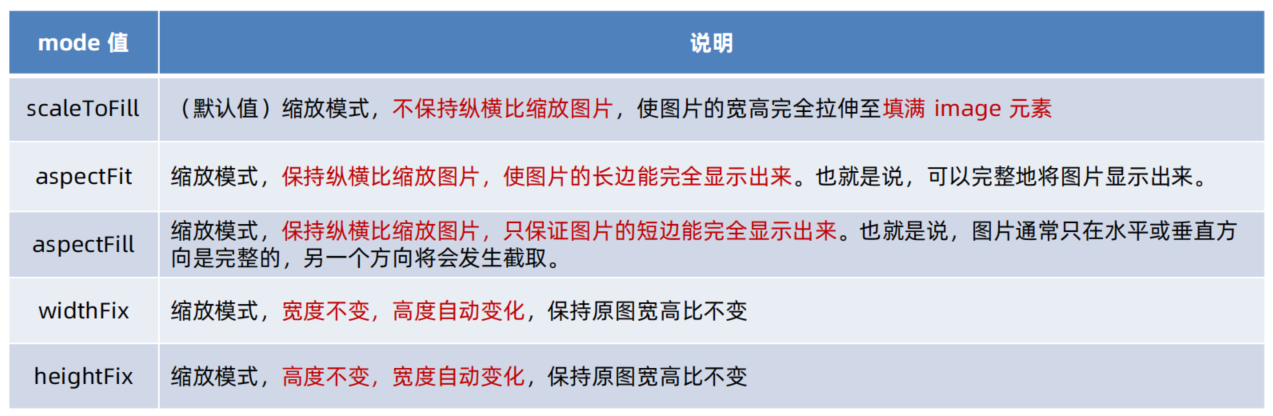 mode 值 说明
scaleToFill （默认值）缩放模式，不保持纵横比缩放图片，使图片的宽高完全拉伸至填满 image 元素
aspectFit 缩放模式，保持纵横比缩放图片，使图片的长边能完全显示出来。也就是说，可以完整地将图片显示出来。
aspectFill 缩放模式，保持纵横比缩放图片，只保证图片的短边能完全显示出来。也就是说，图片通常只在水平或垂直方
向是完整的，另一个方向将会发生截取。
widthFix 缩放模式，宽度不变，高度自动变化，保持原图宽高比不变
heightFix 缩放模式，高度不变，宽度自动变化，保持原图宽高比不变